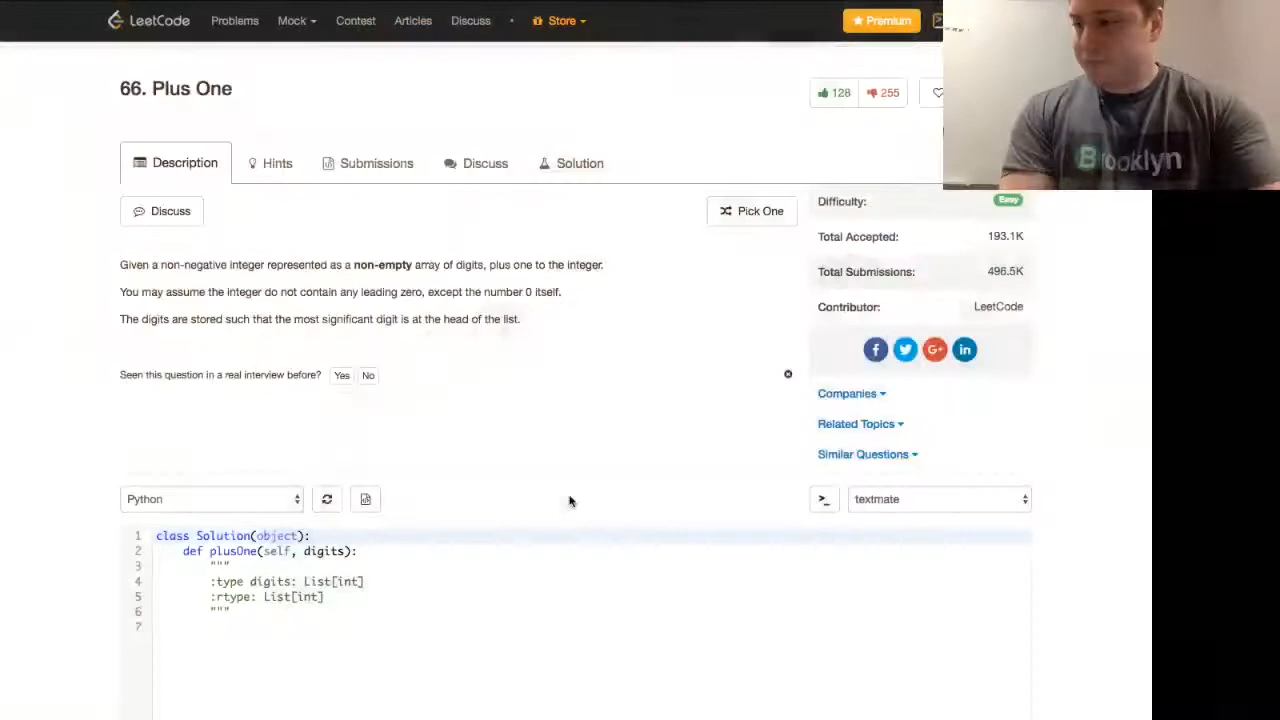 LeetCode Problems Mock Contest Articles Discuss • Store Premium
66. Plus One
128 255
Description Hints Submissions Discuss Solution
Discuss Pick One
Given a non-negative integer represented as a non-empty array of digits, plus one to the integer.
You may assume the integer do not contain any leading zero, except the number 0 itself.
The digits are stored such that the most significant digit is at the head of the list.
Seen this question in a real interview before? Yes No
Difficulty: Easy
Total Accepted: 193.1K
Total Submissions: 496.5K
Contributor: LeetCode
f G+ in
Companies
Related Topics
Similar Questions
Python >_ textmate
1 class Solution(object):
2 def plusOne(self, digits):
3 """
4 :type digits: List[int]
5 :rtype: List[int]
6 """
7
Brooklyn